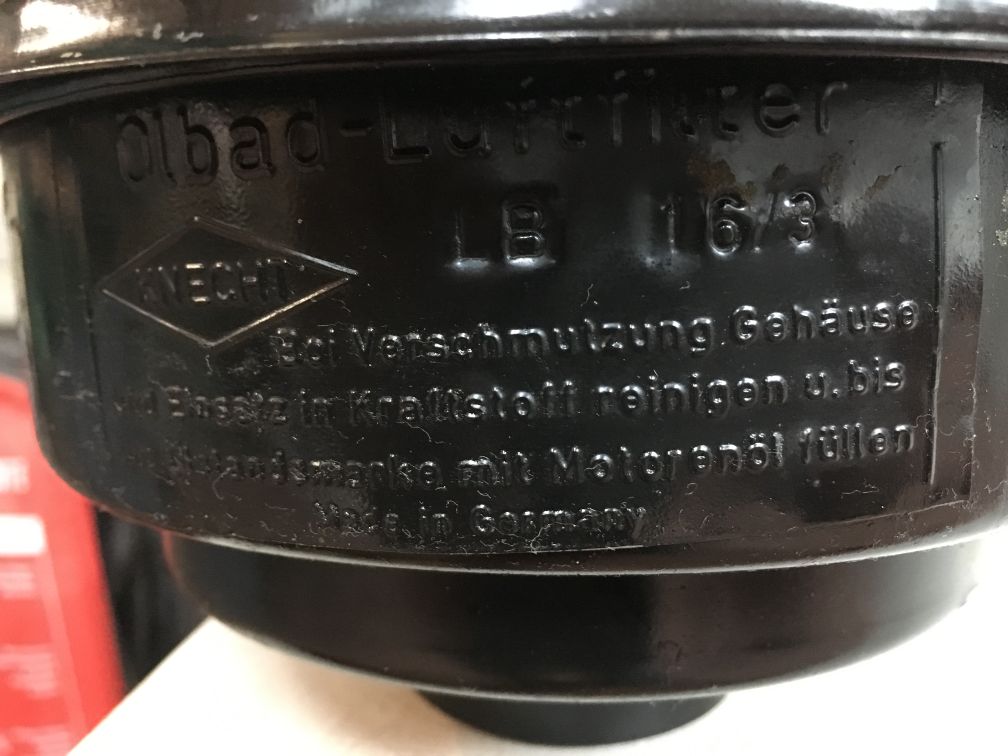 Ölbad-Luftfilter
LB 16/3
KNECHT
Bei Verschmutzung Gehäuse
und Einsatz in Kraftstoff reinigen u. bis
Standsmarke mit Motorenöl füllen
Made in Germany